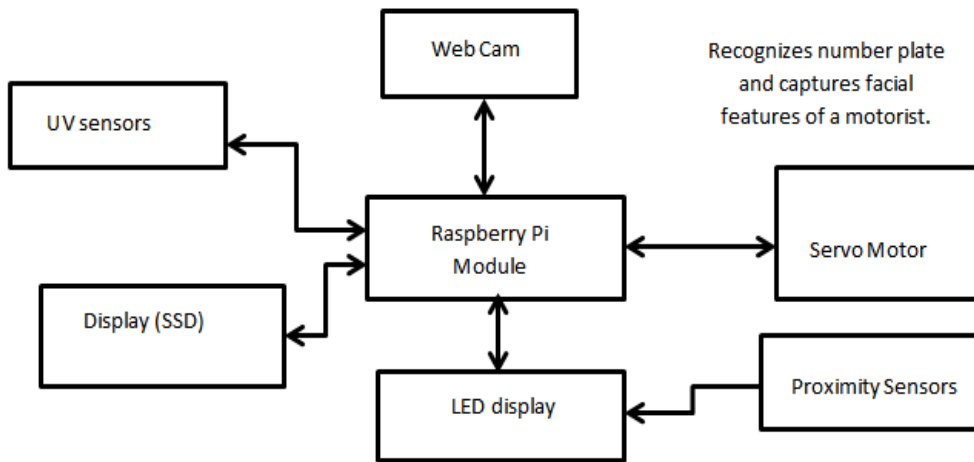 Web Cam
Recognizes number plate
and captures facial
features of a motorist.
UV sensors
Raspberry Pi
Module
Servo Motor
Display (SSD)
LED display
Proximity Sensors